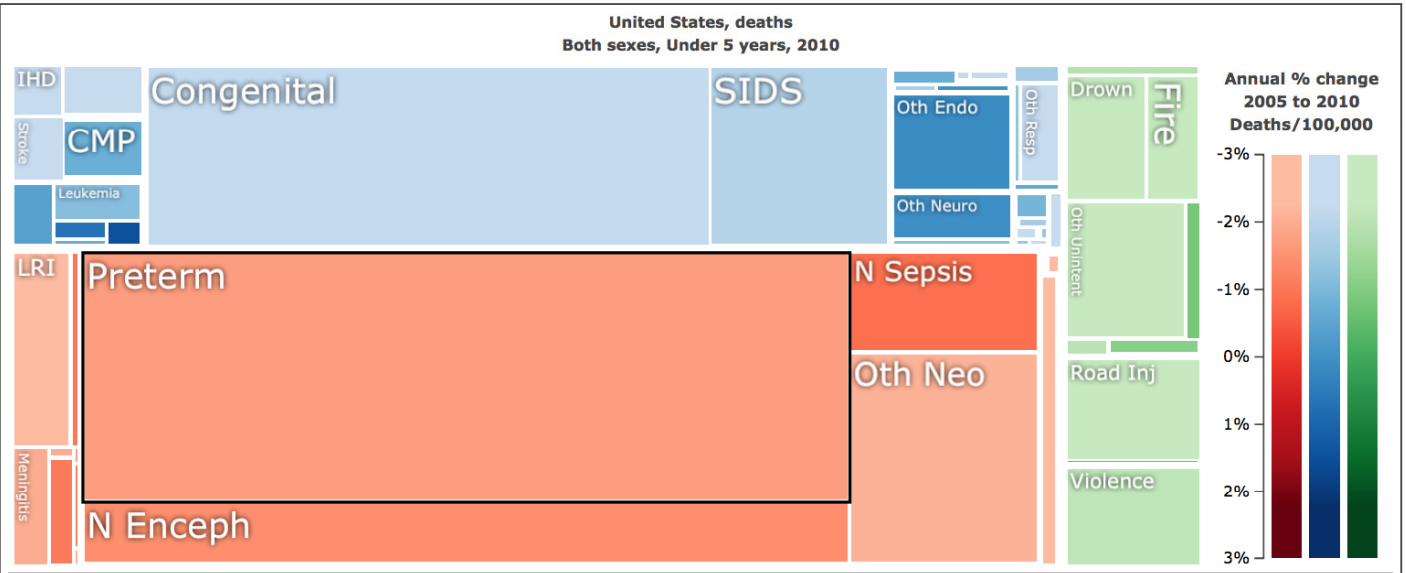 United States, deaths
Both sexes, Under 5 years, 2010
IHD
Congenital
SIDS
Stroke
CMP
Leukemia
Oth Endo
Oth Resp
Oth Neuro
Drown
Fire
Oth Unintent
Road Inj
Violence
LRI
Preterm
N Sepsis
Oth Neo
Meningitis
N Enceph
Annual % change
2005 to 2010
Deaths/100,000
-3%
-2%
-1%
0%
1%
2%
3%